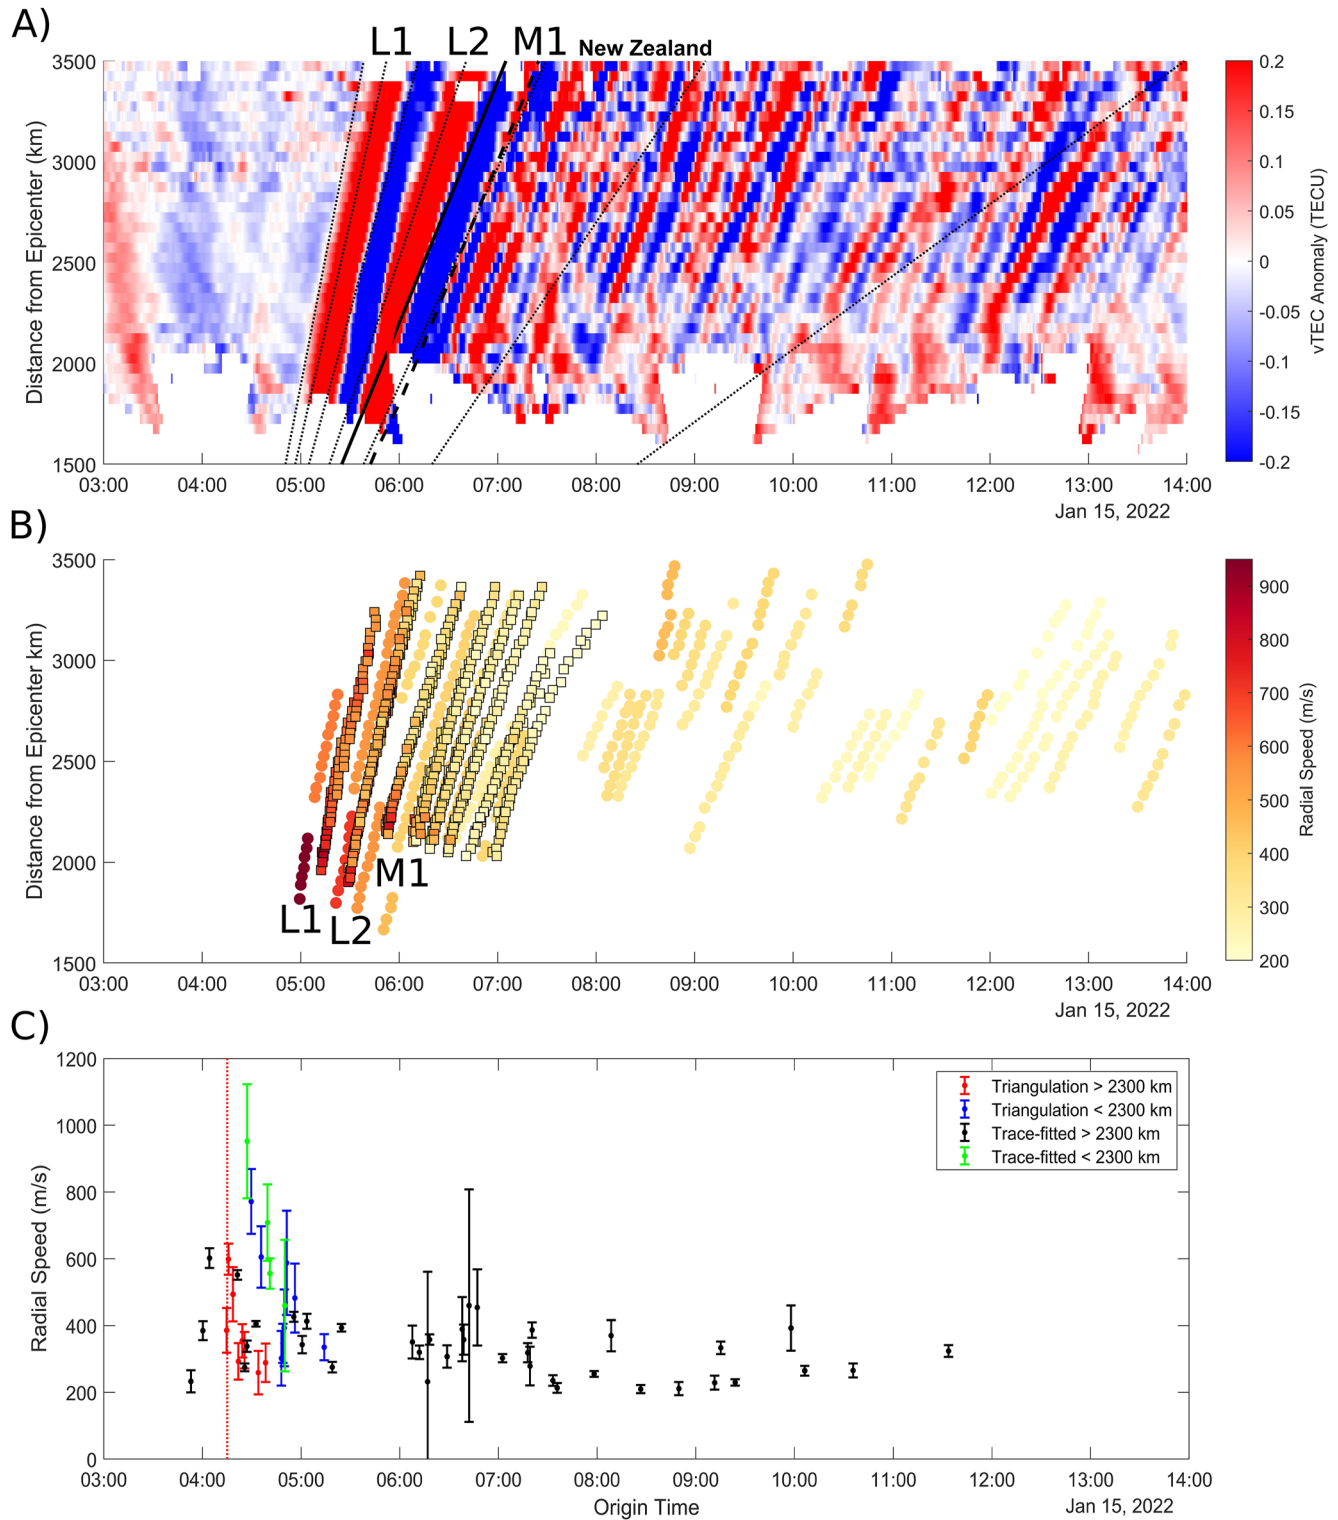 A)
L1 L2 M1 New Zealand
3500
3000
2500
2000
1500
Distance from Epicenter (km)
03:00 04:00 05:00 06:00 07:00 08:00 09:00 10:00 11:00 12:00 13:00 14:00
Jan 15, 2022
0.2
0.15
0.1
0.05
0
-0.05
-0.1
-0.15
-0.2
vTEC Anomaly (TECU)
B)
3500
3000
2500
2000
1500
Distance from Epicenter km)
M1
L1
L2
03:00 04:00 05:00 06:00 07:00 08:00 09:00 10:00 11:00 12:00 13:00 14:00
Jan 15, 2022
900
800
700
600
500
400
300
200
Radial Speed (m/s)
C)
1200
1000
800
600
400
200
0
Radial Speed (m/s)
Triangulation > 2300 km
Triangulation < 2300 km
Trace-fitted > 2300 km
Trace-fitted < 2300 km
03:00 04:00 05:00 06:00 07:00 08:00 09:00 10:00 11:00 12:00 13:00 14:00
Origin Time
Jan 15, 2022